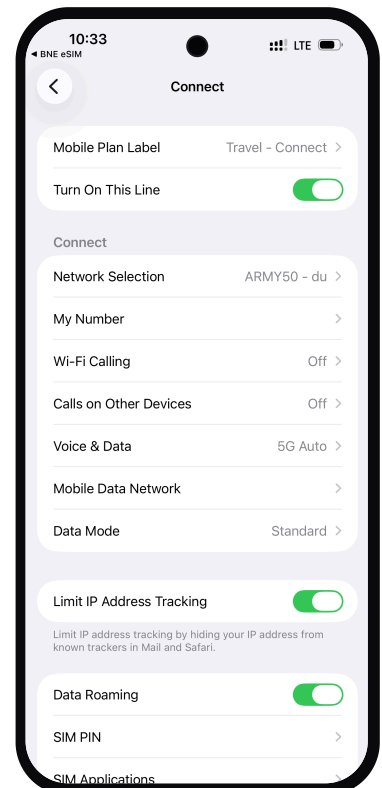 10:33
LTE
◀ BNE eSIM
Connect
Mobile Plan Label Travel - Connect
Turn On This Line
Connect
Network Selection ARMY50 - du
My Number
Wi-Fi Calling Off
Calls on Other Devices Off
Voice & Data 5G Auto
Mobile Data Network
Data Mode Standard
Limit IP Address Tracking
Limit IP address tracking by hiding your IP address from
known trackers in Mail and Safari.
Data Roaming
SIM PIN
SIM Applications